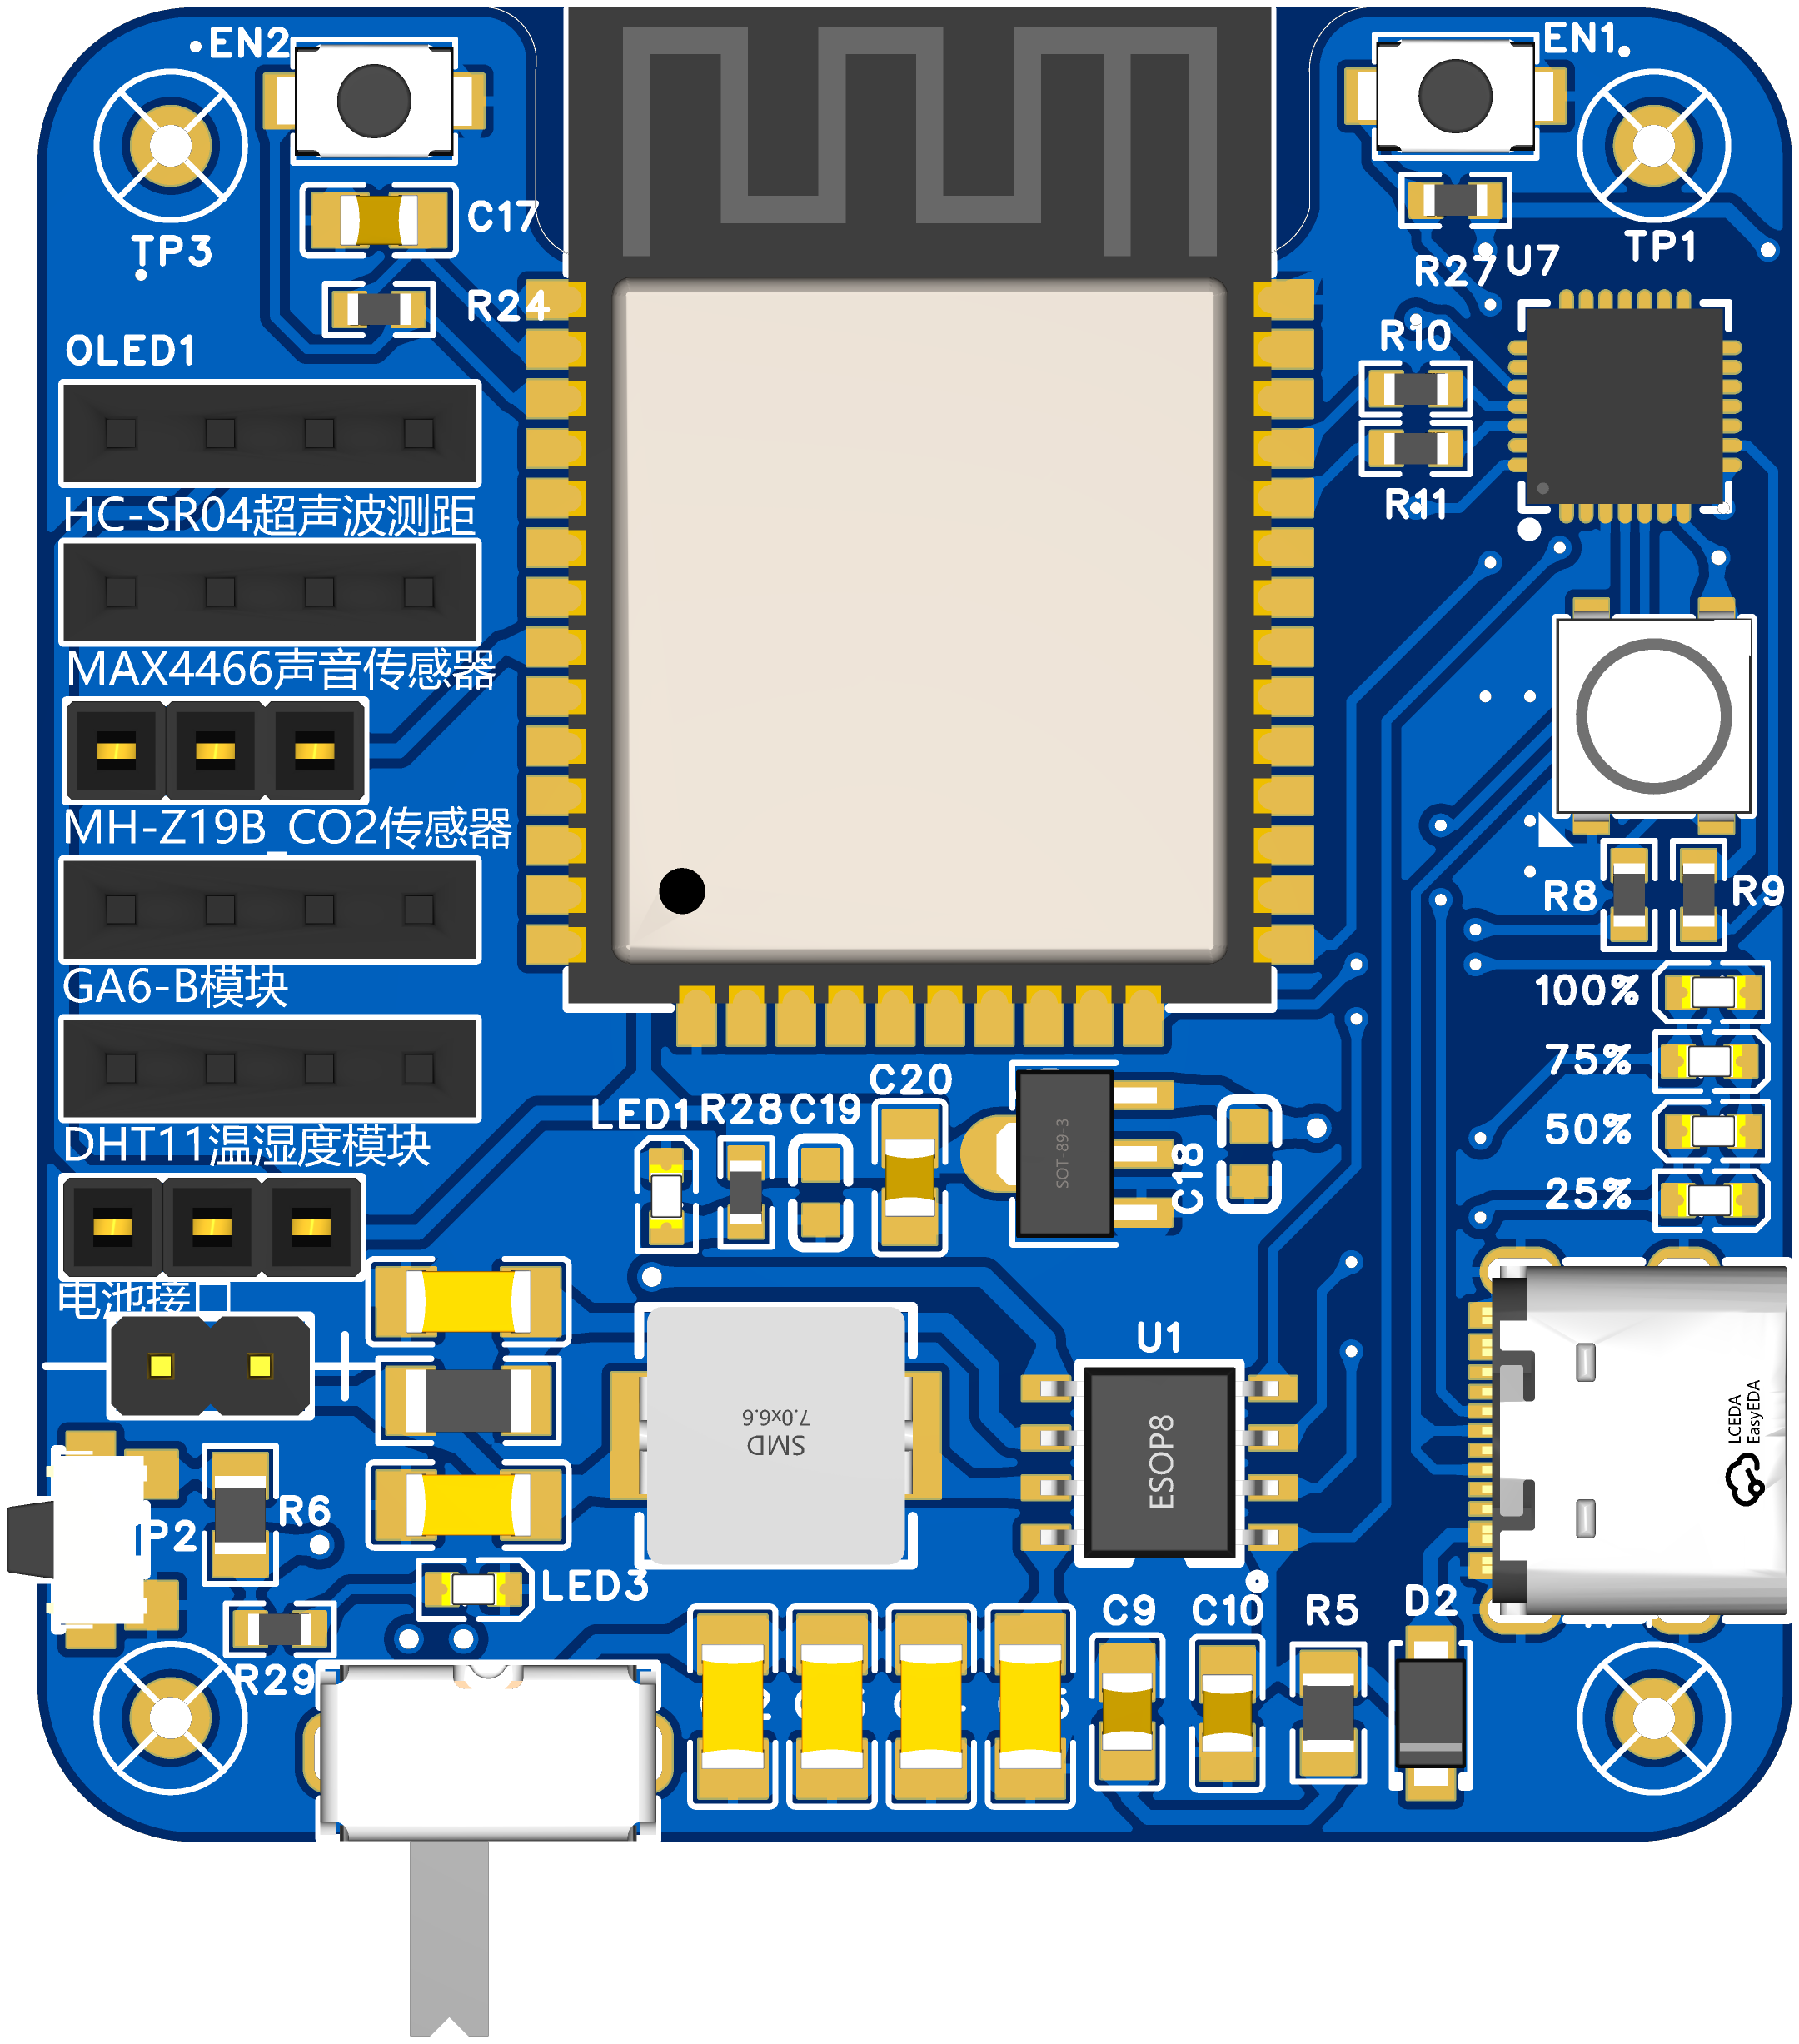 EN2
EN1
C17
TP3
TP1
R27
U7
R24
OLED1
R10
HC-SR04超声波测距
R11
MAX4466声音传感器
MH-Z19B_CO2传感器
R8
R9
GA6-B模块
100%
75%
50%
25%
C20
LED1
R28
C19
C18
SOT-89-3
DHT11温湿度模块
电池接口
U1
SMD
7.0x6.6
ESOP8
LCEDA
EasyEDA
R6
P2
LED3
C9
C10
R5
D2
R29